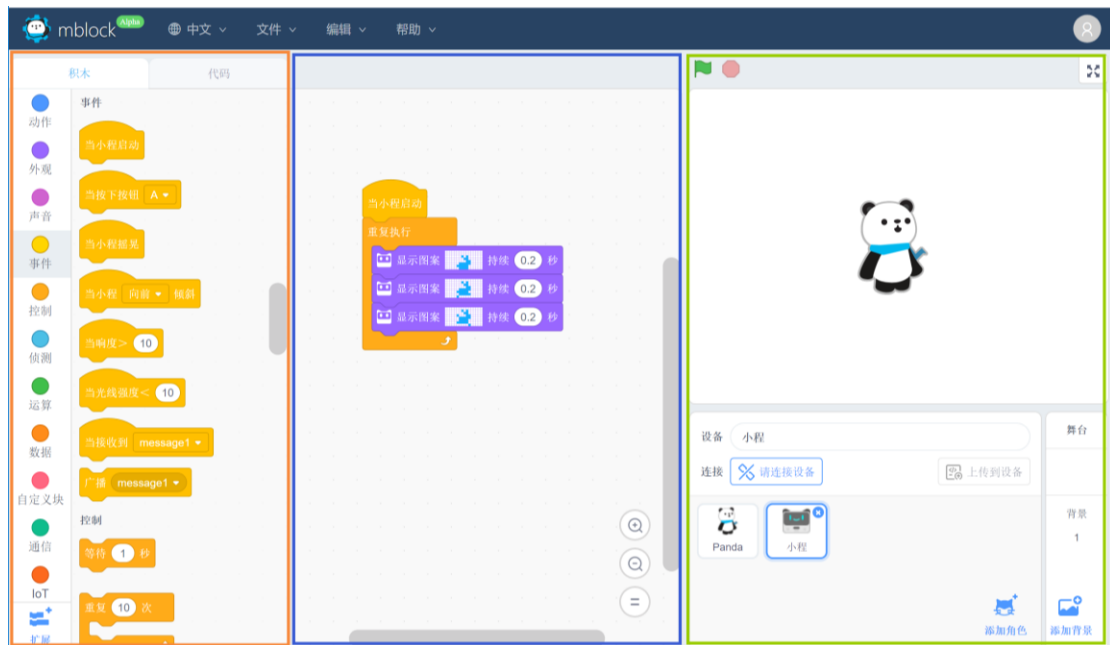 mblock Alpha 中文 文件 编辑 帮助
积木 代码
动作
外观
声音
事件
控制
侦测
运算
数据
自定义块
通信
IoT
扩展
事件
当小程启动
当按下按钮 A
当小程摇晃
当小程 向前 倾斜
当响度> 10
当光线强度< 10
当接收到 message1
广播 message1
控制
等待 1 秒
重复 10 次
当小程启动
重复执行
显示图案 持续 0.2 秒
显示图案 持续 0.2 秒
显示图案 持续 0.2 秒
设备 小程
连接 请连接设备 上传到设备
Panda
小程
添加角色
舞台
背景
1
添加背景